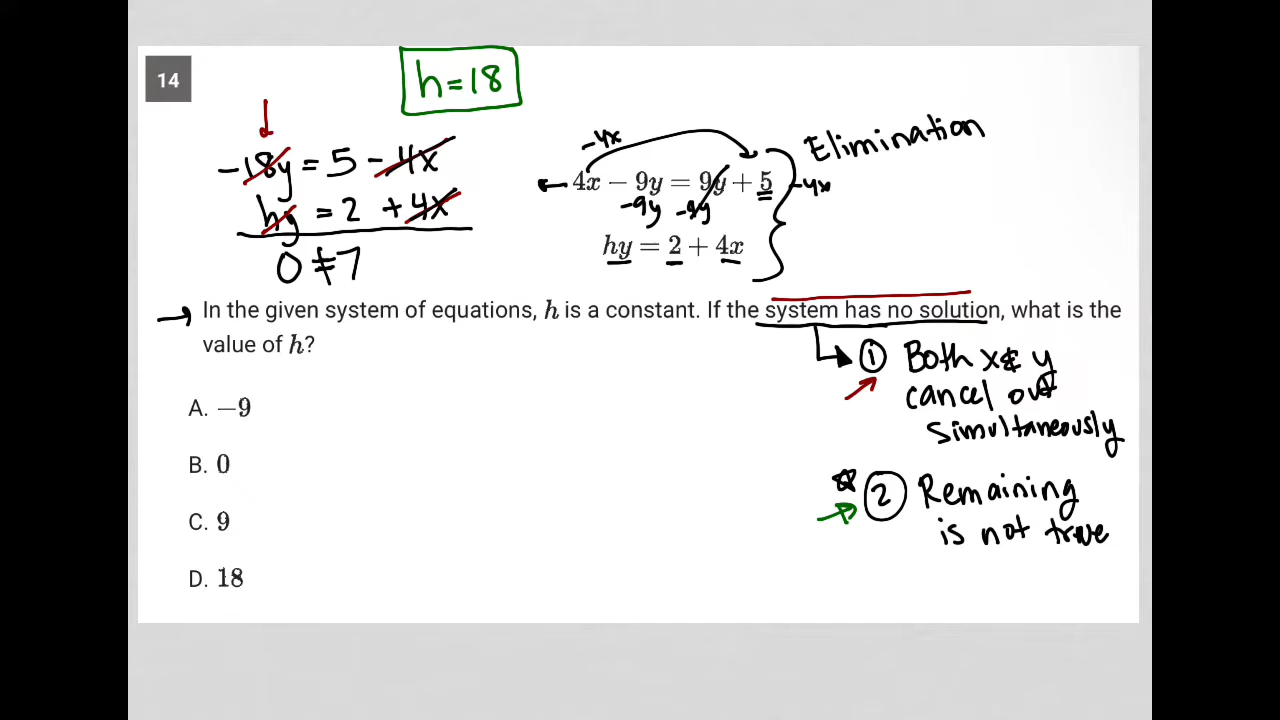 14
h=18
-18y = 5 - 4x
hy = 2 + 4x
0 ≠ 7
-4x
4x − 9y = 9y + 5
-4x
-9y -9y
hy = 2 + 4x
Elimination
In the given system of equations, h is a constant. If the system has no solution, what is the
value of h?
A. −9
B. 0
C. 9
D. 18
① Both x & y
cancel out
simultaneously
② Remaining
is not true